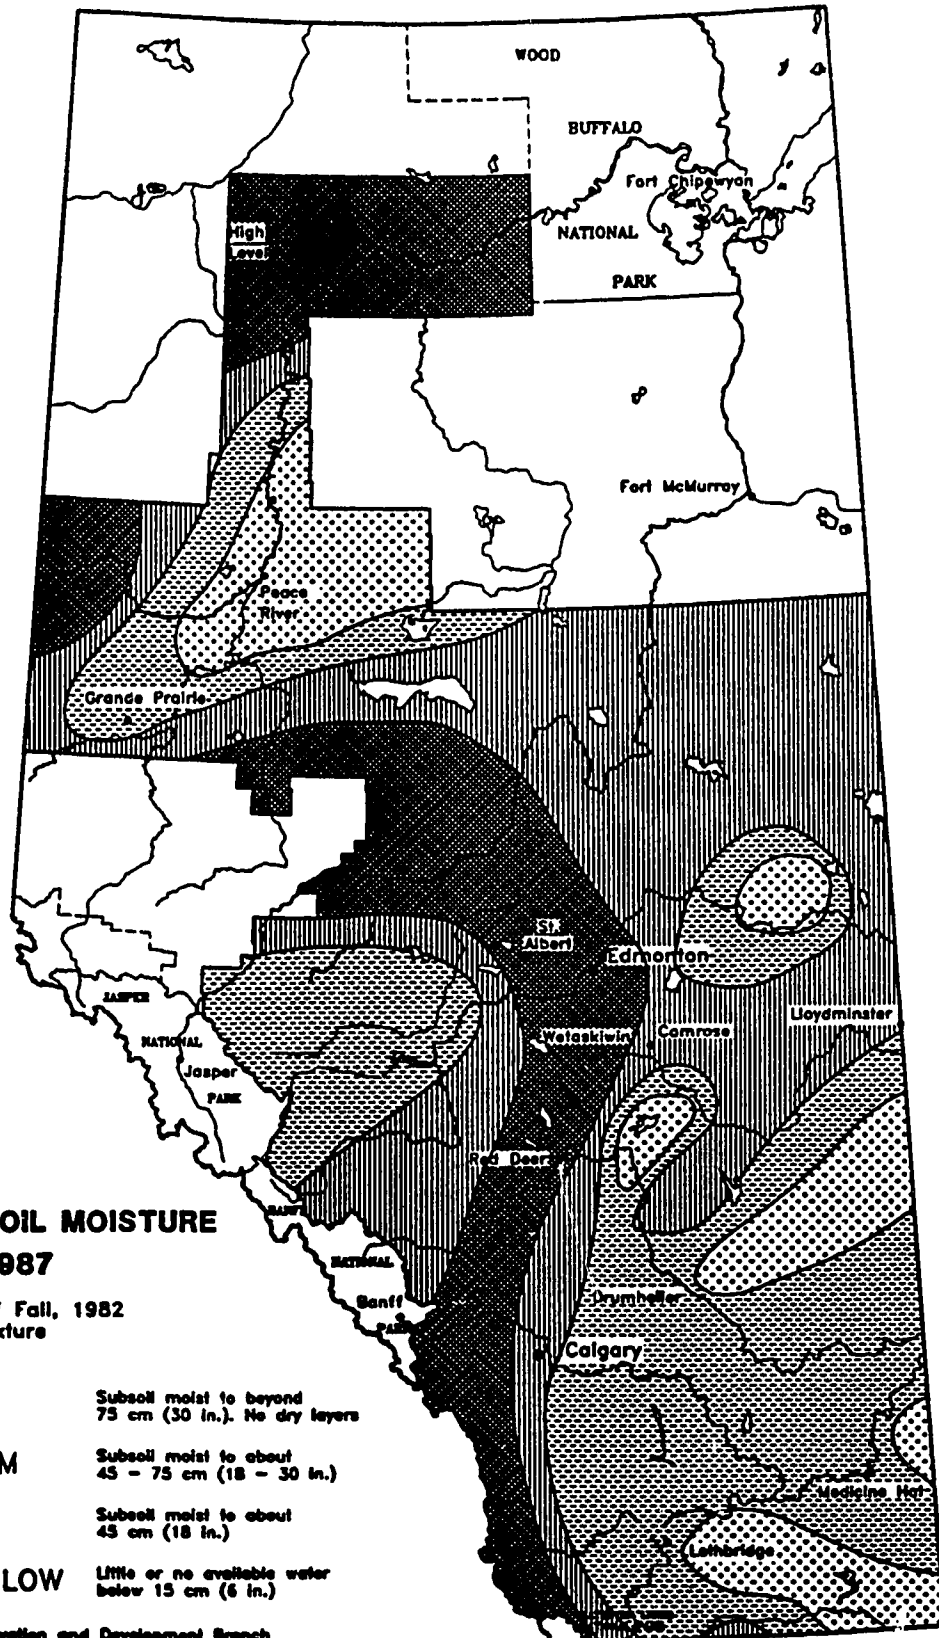 WOOD
BUFFALO
Fort Chipewyan
High
Level
NATIONAL
PARK
Fort McMurray
Peace
River
Grande Prairie
St.
Albert
Edmonton
JASPER
NATIONAL
Jasper
PARK
Lloydminster
Wetaskiwin
Camrose
Red Deer
BANFF
OIL MOISTURE
987
Fall, 1982
xture
NATIONAL
Banff
PARK
Drumheller
Calgary
Subsoil moist to beyond
75 cm (30 in.). No dry layers
M
Subsoil moist to about
45 - 75 cm (18 - 30 in.)
Subsoil moist to about
45 cm (18 in.)
LOW
Little or no available water
below 15 cm (6 in.)
Medicine Hat
Lethbridge
and Development Branch